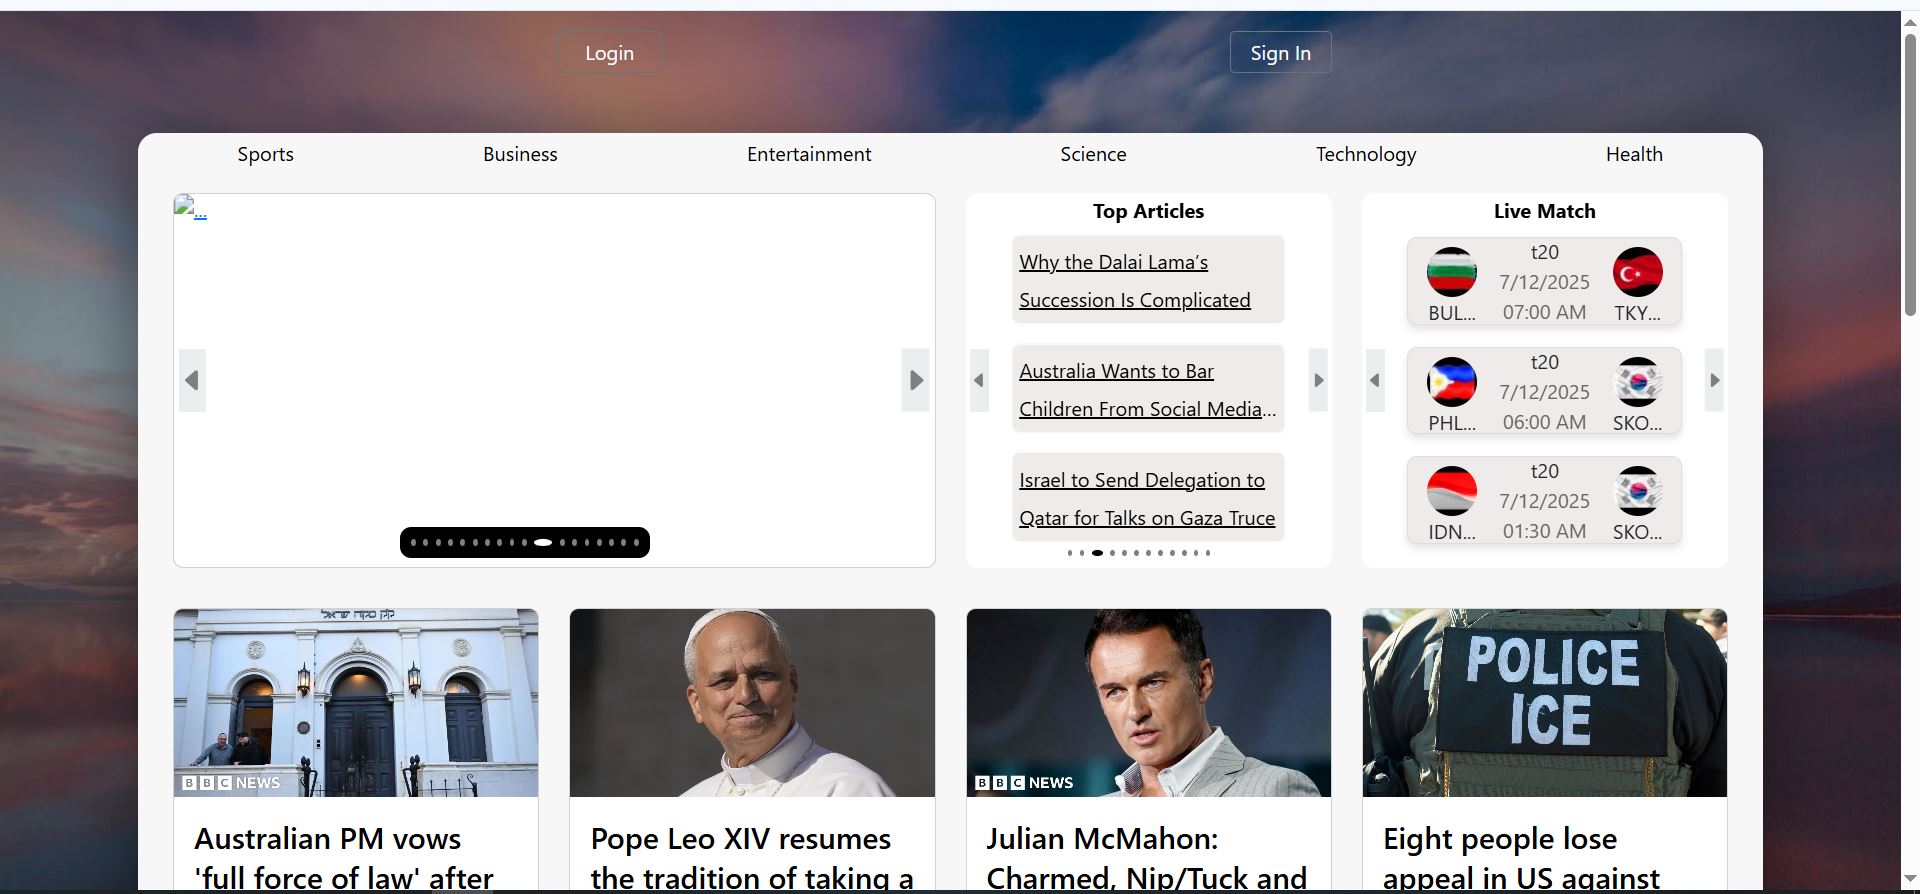 Login
Sign In
Sports
Business
Entertainment
Science
Technology
Health
...
Top Articles
Why the Dalai Lama’s
Succession Is Complicated
Australia Wants to Bar
Children From Social Media...
Israel to Send Delegation to
Qatar for Talks on Gaza Truce
Live Match
t20
7/12/2025
07:00 AM
BUL...
TKY...
t20
7/12/2025
06:00 AM
PHL...
SKO...
t20
7/12/2025
01:30 AM
IDN...
SKO...
BBC NEWS
Australian PM vows
'full force of law' after
Pope Leo XIV resumes
the tradition of taking a
BBC NEWS
Julian McMahon:
Charmed, Nip/Tuck and
POLICE
ICE
Eight people lose
appeal in US against